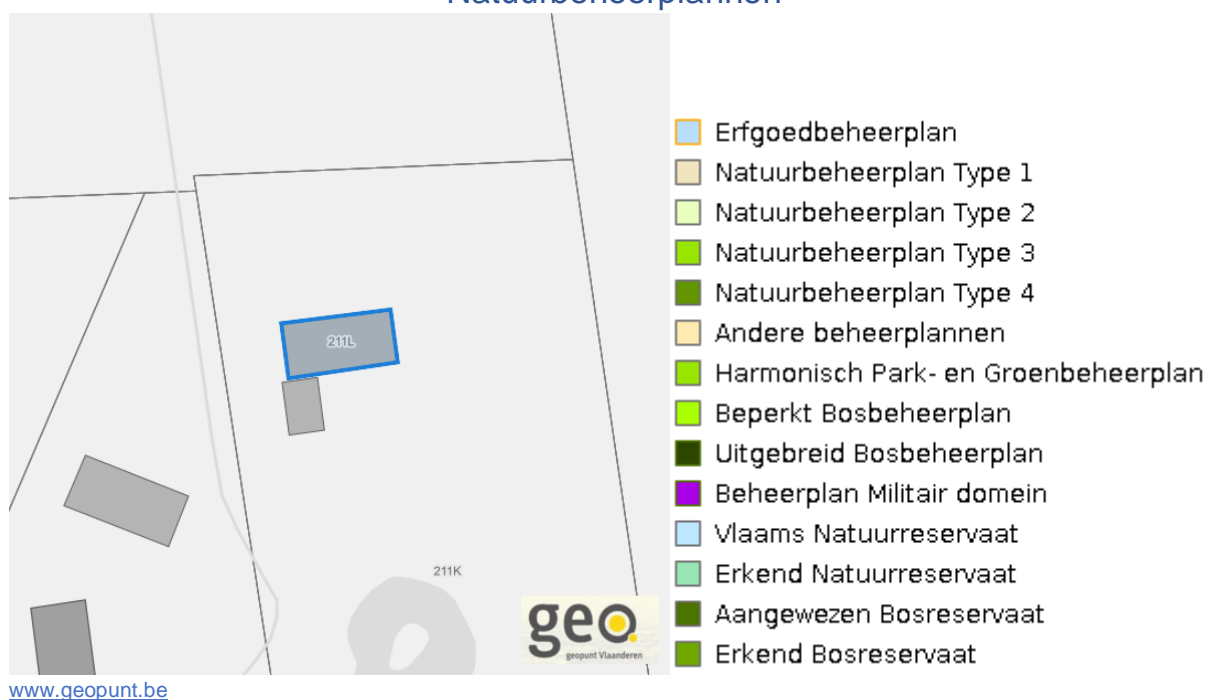 Natuurbeheerplannen
211L
211K
geo
geopunt Vlaanderen
Erfgoedbeheerplan
Natuurbeheerplan Type 1
Natuurbeheerplan Type 2
Natuurbeheerplan Type 3
Natuurbeheerplan Type 4
Andere beheerplannen
Harmonisch Park- en Groenbeheerplan
Beperkt Bosbeheerplan
Uitgebreid Bosbeheerplan
Beheerplan Militair domein
Vlaams Natuurreservaat
Erkend Natuurreservaat
Aangewezen Bosreservaat
Erkend Bosreservaat
www.geopunt.be